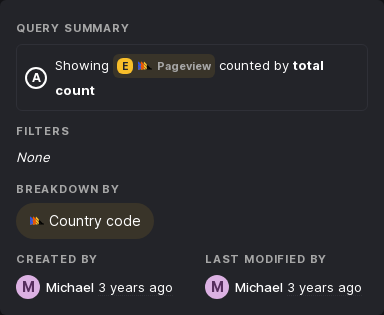 QUERY SUMMARY
A Showing E Pageview counted by total
count
FILTERS
None
BREAKDOWN BY
Country code
CREATED BY LAST MODIFIED BY
M Michael 3 years ago M Michael 3 years ago